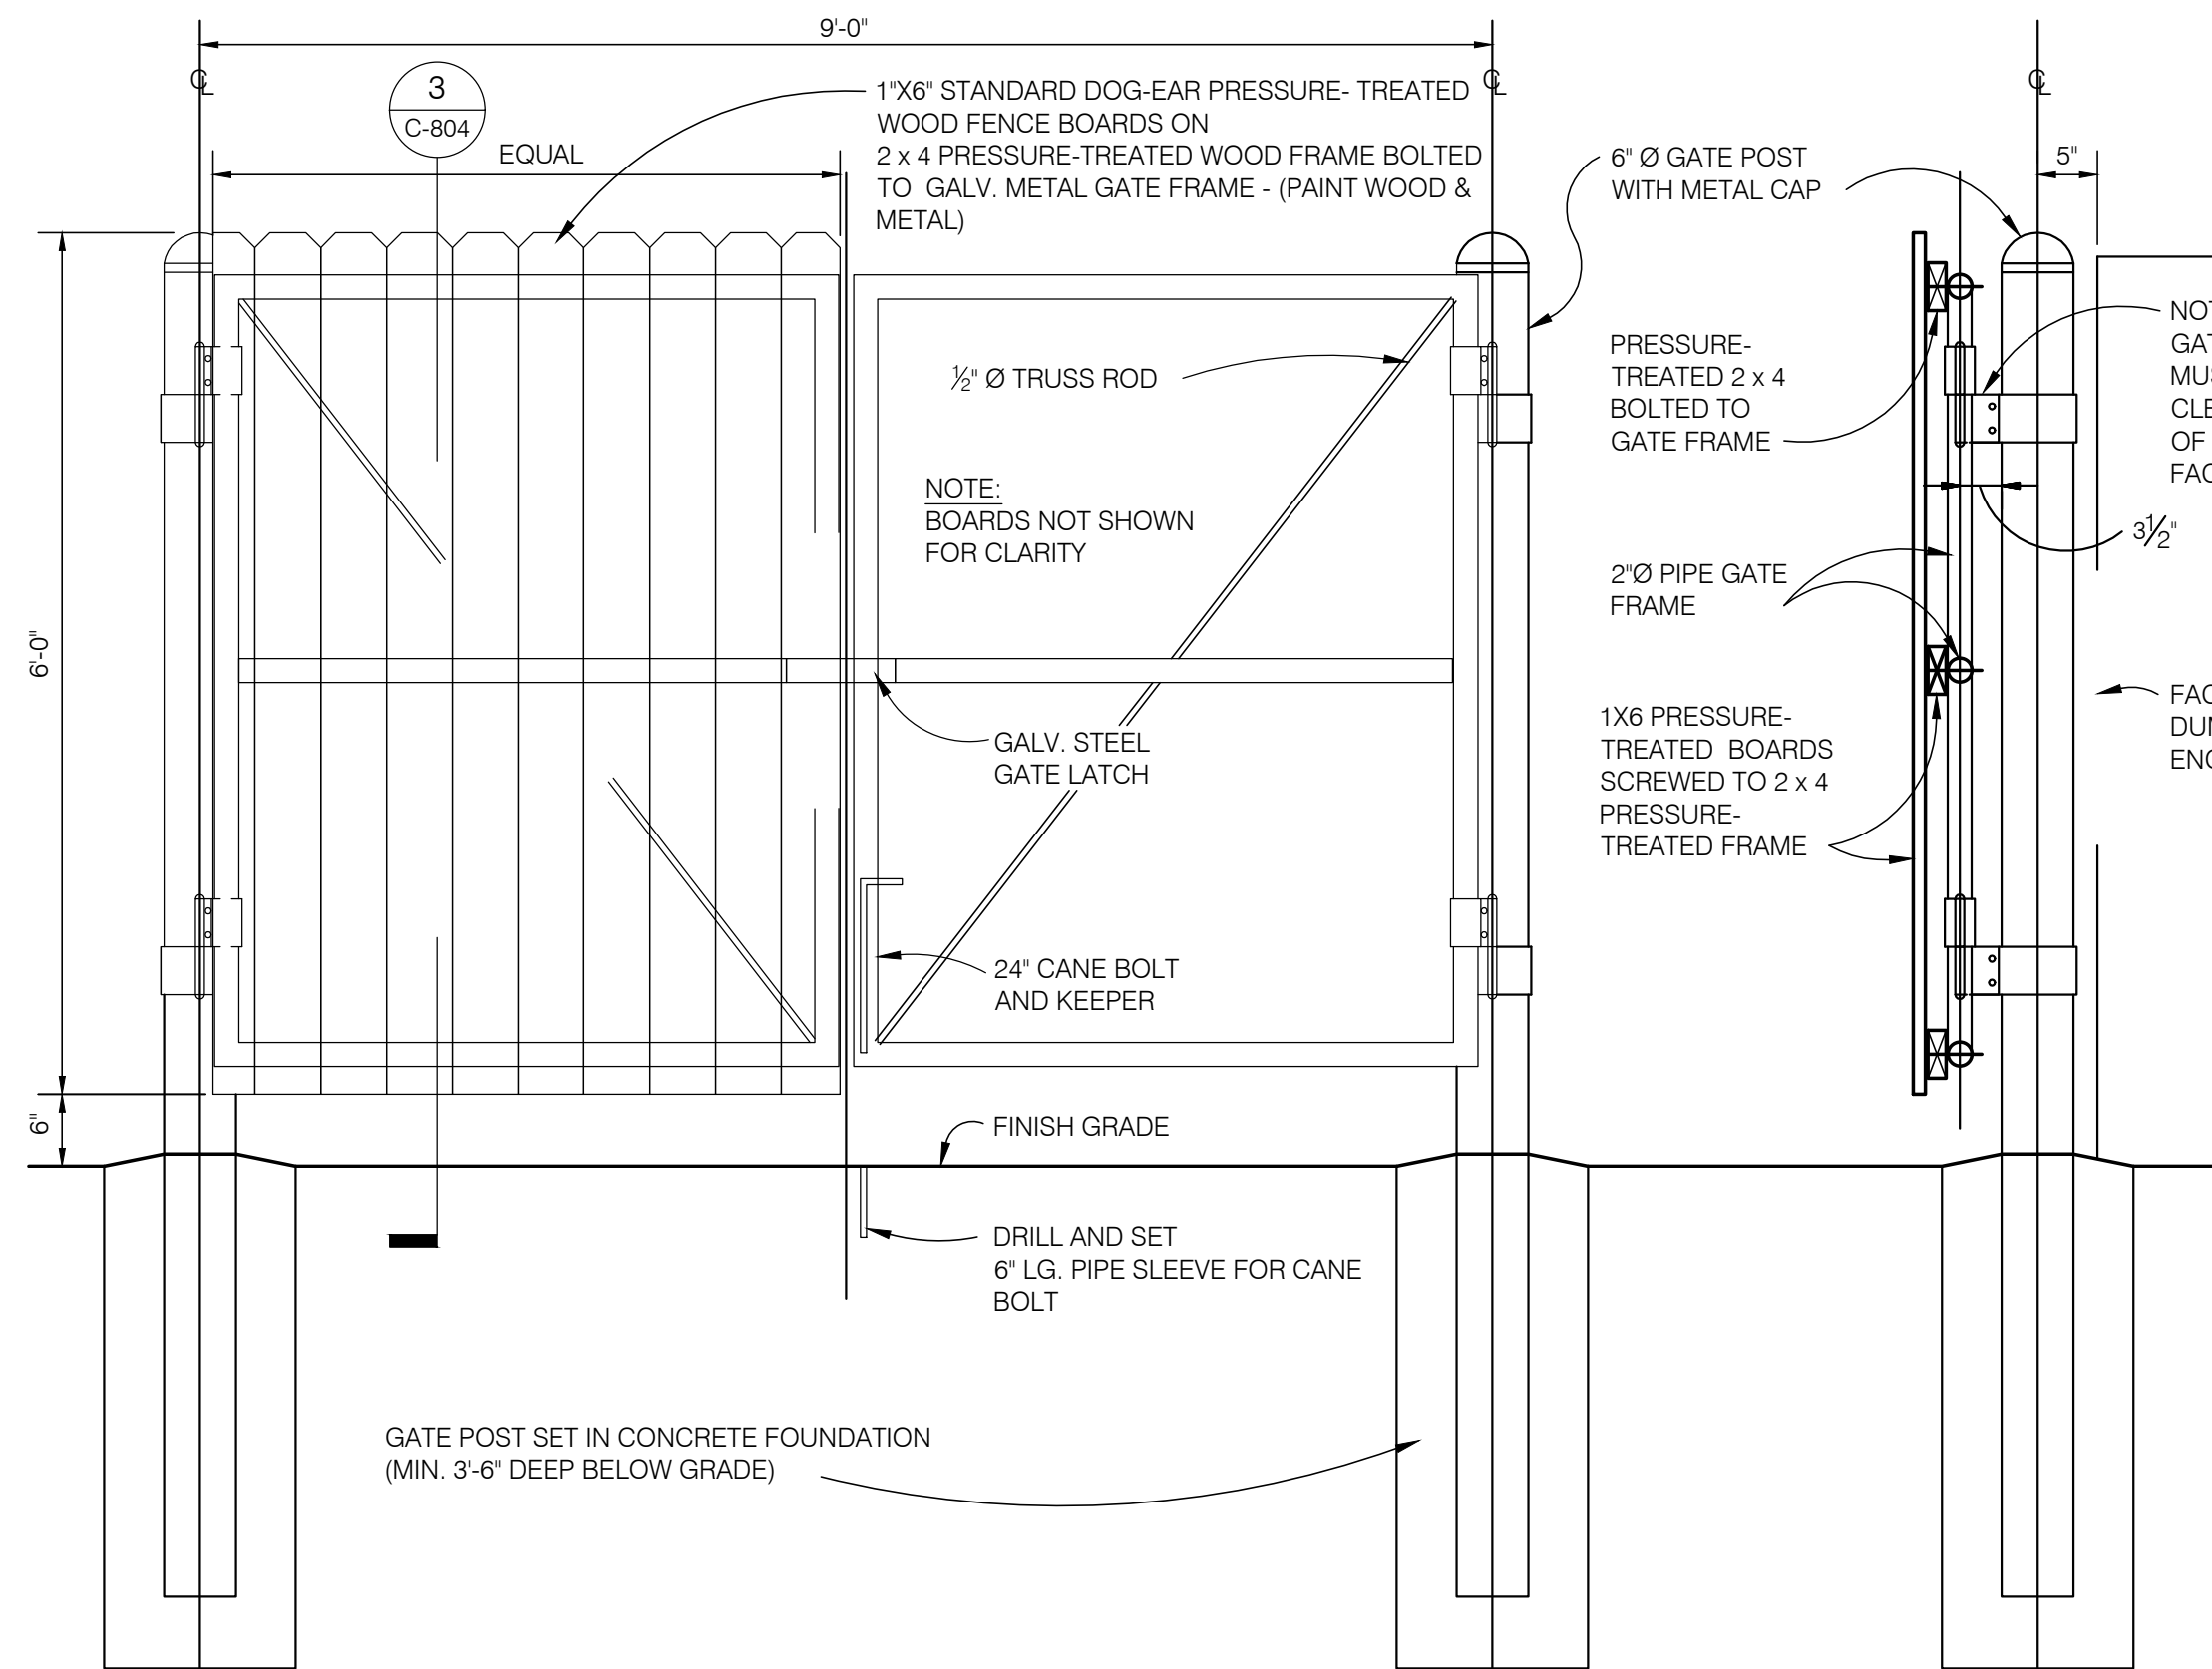 9'-0"
℄
℄
℄
3
C-804
EQUAL
1"X6" STANDARD DOG-EAR PRESSURE- TREATED
WOOD FENCE BOARDS ON
2 x 4 PRESSURE-TREATED WOOD FRAME BOLTED
TO GALV. METAL GATE FRAME - (PAINT WOOD &
METAL)
6" Ø GATE POST
WITH METAL CAP
5"
½" Ø TRUSS ROD
PRESSURE-
TREATED 2 x 4
BOLTED TO
GATE FRAME
NOTE:
BOARDS NOT SHOWN
FOR CLARITY
OF
3½"
2"Ø PIPE GATE
FRAME
6'-0"
GALV. STEEL
GATE LATCH
1X6 PRESSURE-
TREATED BOARDS
SCREWED TO 2 x 4
PRESSURE-
TREATED FRAME
24" CANE BOLT
AND KEEPER
6"
FINISH GRADE
DRILL AND SET
6" LG. PIPE SLEEVE FOR CANE
BOLT
GATE POST SET IN CONCRETE FOUNDATION
(MIN. 3'-6" DEEP BELOW GRADE)